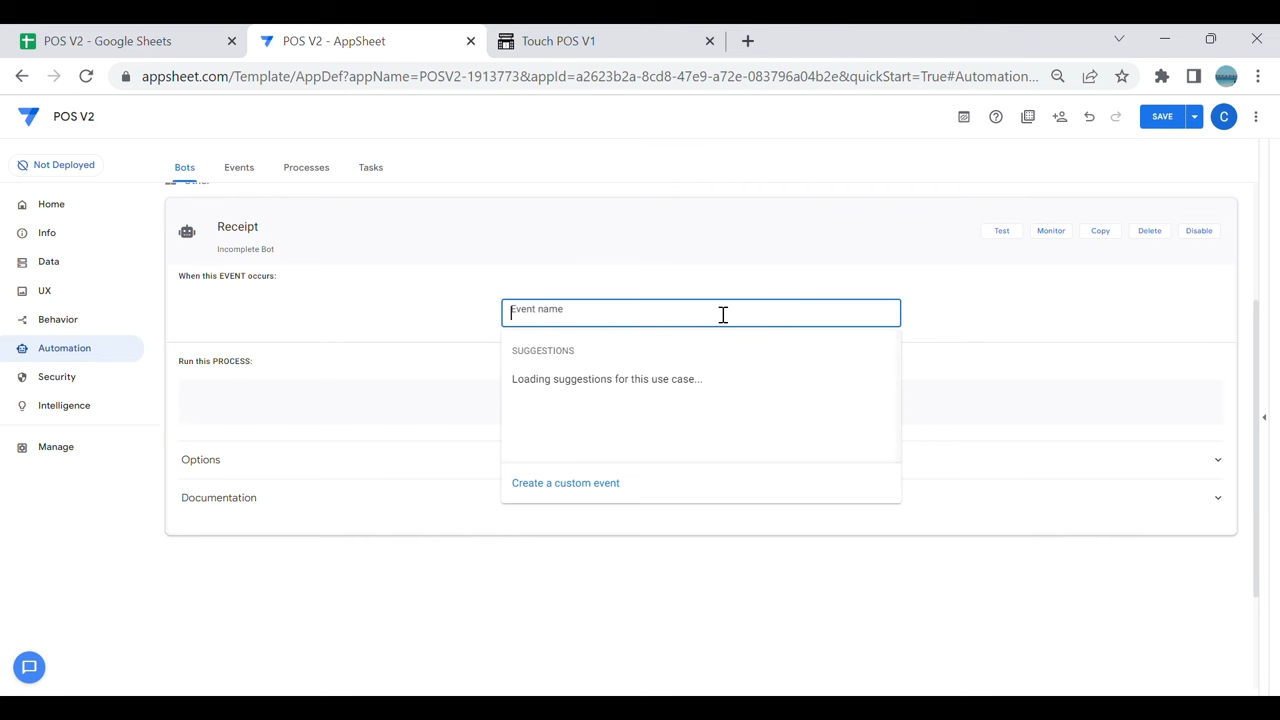 POS V2 - Google Sheets
POS V2 - AppSheet
Touch POS V1
appsheet.com/Template/AppDef?appName=POSV2-1913773&appId=a2623b2a-8cd8-47e9-a72e-083796a04b2e&quickStart=True#Automation...
POS V2
SAVE
C
Not Deployed
Bots
Events
Processes
Tasks
Home
Info
Data
UX
Behavior
Automation
Security
Intelligence
Manage
Receipt
Incomplete Bot
Test
Monitor
Copy
Delete
Disable
When this EVENT occurs:
Event name
SUGGESTIONS
Loading suggestions for this use case...
Create a custom event
Run this PROCESS:
Options
Documentation